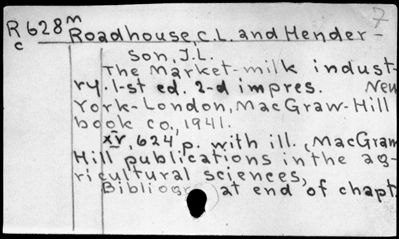 7
R628m Roadhouse, C.L. and Hender-
c
son, J.L.
The market-milk indust-
ry. 1-st ed. 2-d impres. New
York-London, MacGraw-Hill
book co., 1941.
XV, 624 p. with ill. (MacGraw
Hill publications in the ag-
ricultural sciences,
Bibliogr. at end of chapt.